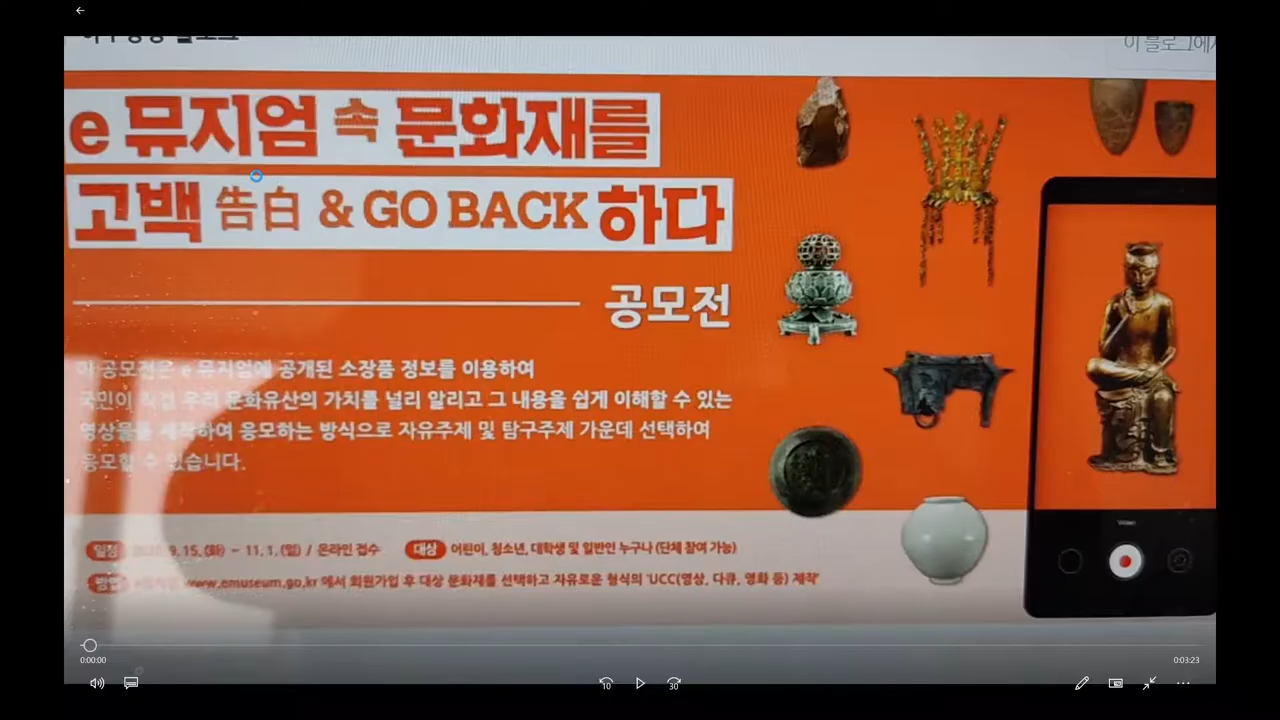 이 블로그에서
e 뮤지엄 속 문화재를
고백 告白 & GO BACK 하다
공모전
이 공모전은 e 뮤지엄에 공개된 소장품 정보를 이용하여
국민이 직접 우리 문화유산의 가치를 널리 알리고 그 내용을 쉽게 이해할 수 있는
영상물을 제작하여 응모하는 방식으로 자유주제 및 탐구주제 가운데 선택하여
응모할 수 있습니다.
일정 9. 15. (화) - 11. 1. (일) / 온라인 접수 대상 어린이, 청소년, 대학생 및 일반인 누구나 (단체 참여 가능)
www.emuseum.go.kr 에서 회원가입 후 대상 문화재를 선택하고 자유로운 형식의 'UCC(영상, 다큐, 영화 등) 제작'
0:00:00
0:03:23
10
30